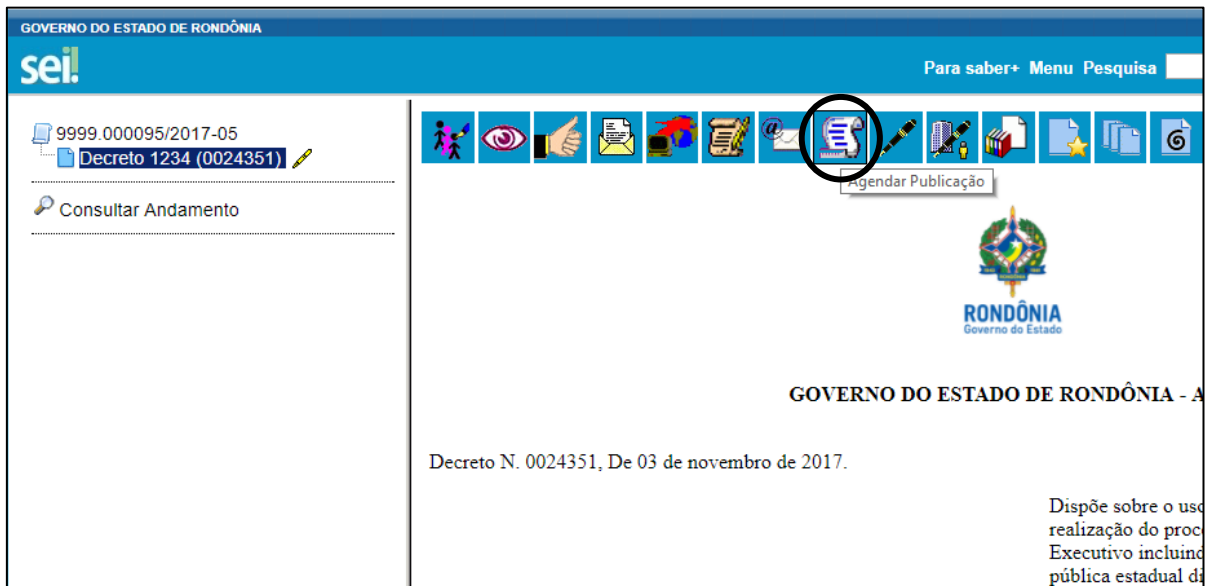 GOVERNO DO ESTADO DE RONDÔNIA
sei!
Para saber+ Menu Pesquisa
9999.000095/2017-05
Decreto 1234 (0024351)
Consultar Andamento
Agendar Publicação
RONDÔNIA
Governo do Estado
GOVERNO DO ESTADO DE RONDÔNIA - A
Decreto N. 0024351, De 03 de novembro de 2017.
Dispõe sobre o uso
realização do proce
Executivo incluind
pública estadual di